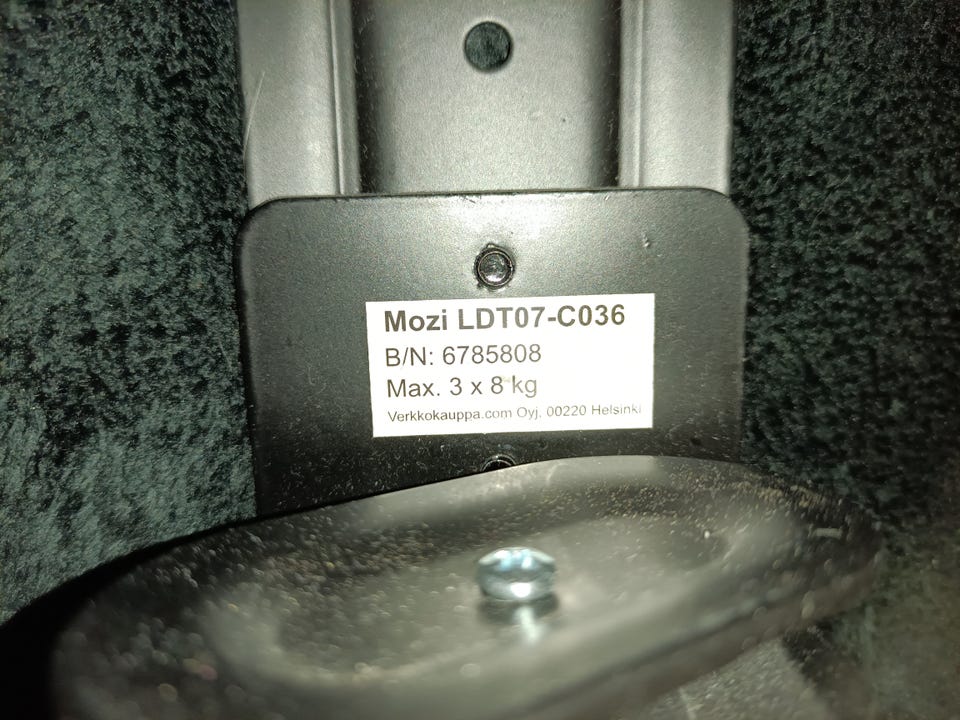 Mozi LDT07-C036
B/N: 6785808
Max. 3 x 8 kg
Verkkokauppa.com Oyj. 00220 Helsinki